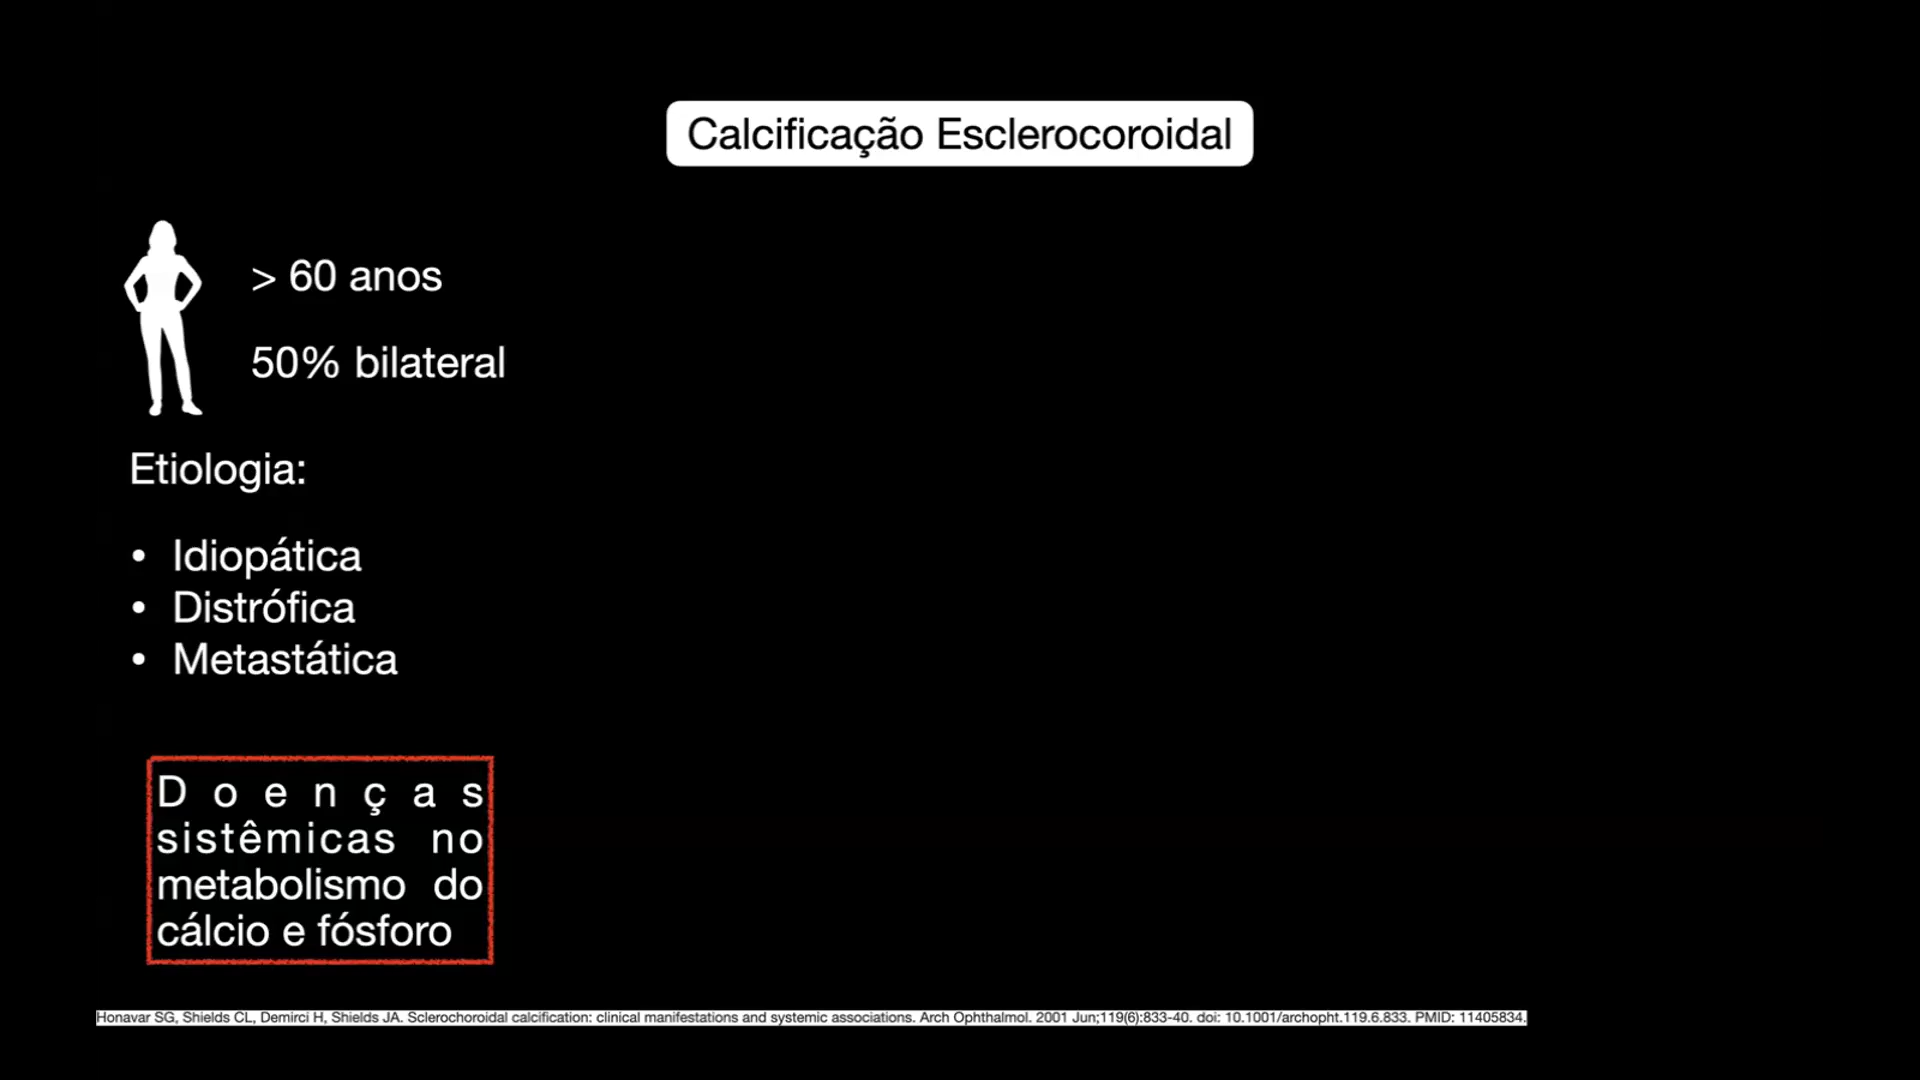 Calcificação Esclerocoroidal
> 60 anos
50% bilateral
Etiologia:
• Idiopática
• Distrófica
• Metastática
Doenças
sistêmicas no
metabolismo do
cálcio e fósforo
Honavar SG, Shields CL, Demirci H, Shields JA. Sclerochoroidal calcification: clinical manifestations and systemic associations. Arch Ophthalmol. 2001 Jun;119(6):833-40. doi: 10.1001/archopht.119.6.833. PMID: 11405834.